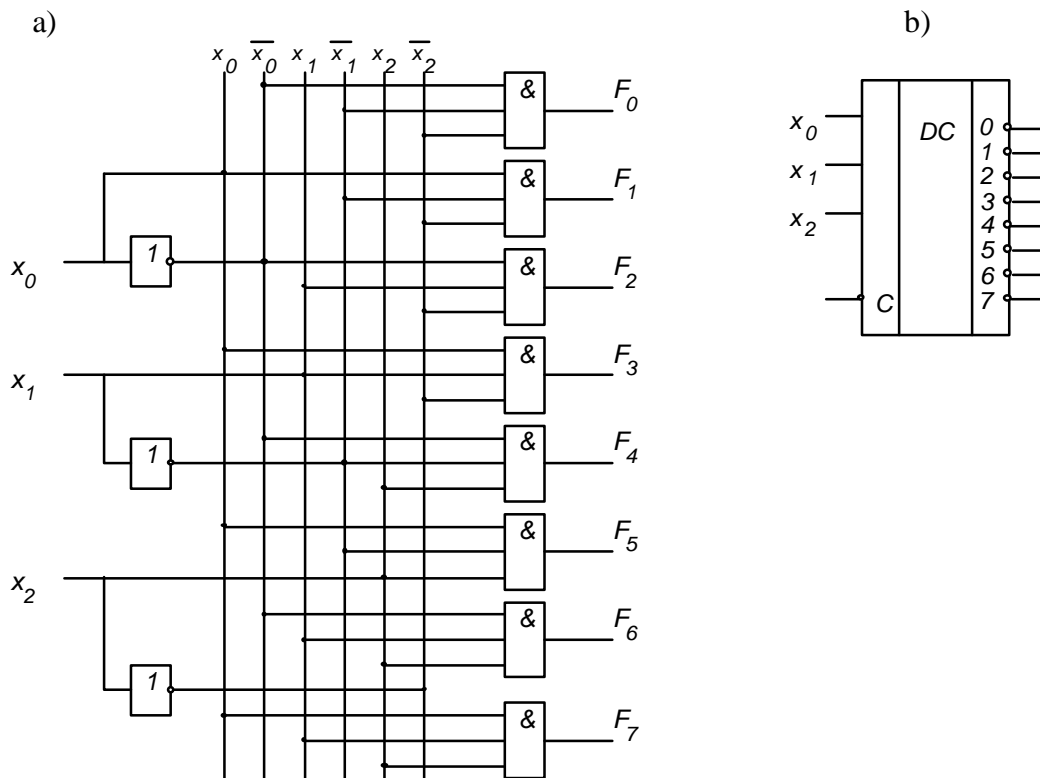 a)
b)
x₀ x̅₀ x₁ x̅₁ x₂ x̅₂
& F₀
& F₁
x₀ 1 & F₂
x₁ & F₃
1 & F₄
& F₅
x₂
& F₆
1
& F₇
x₀ DC 0
1
x₁ 2
3
x₂ 4
5
6
C 7